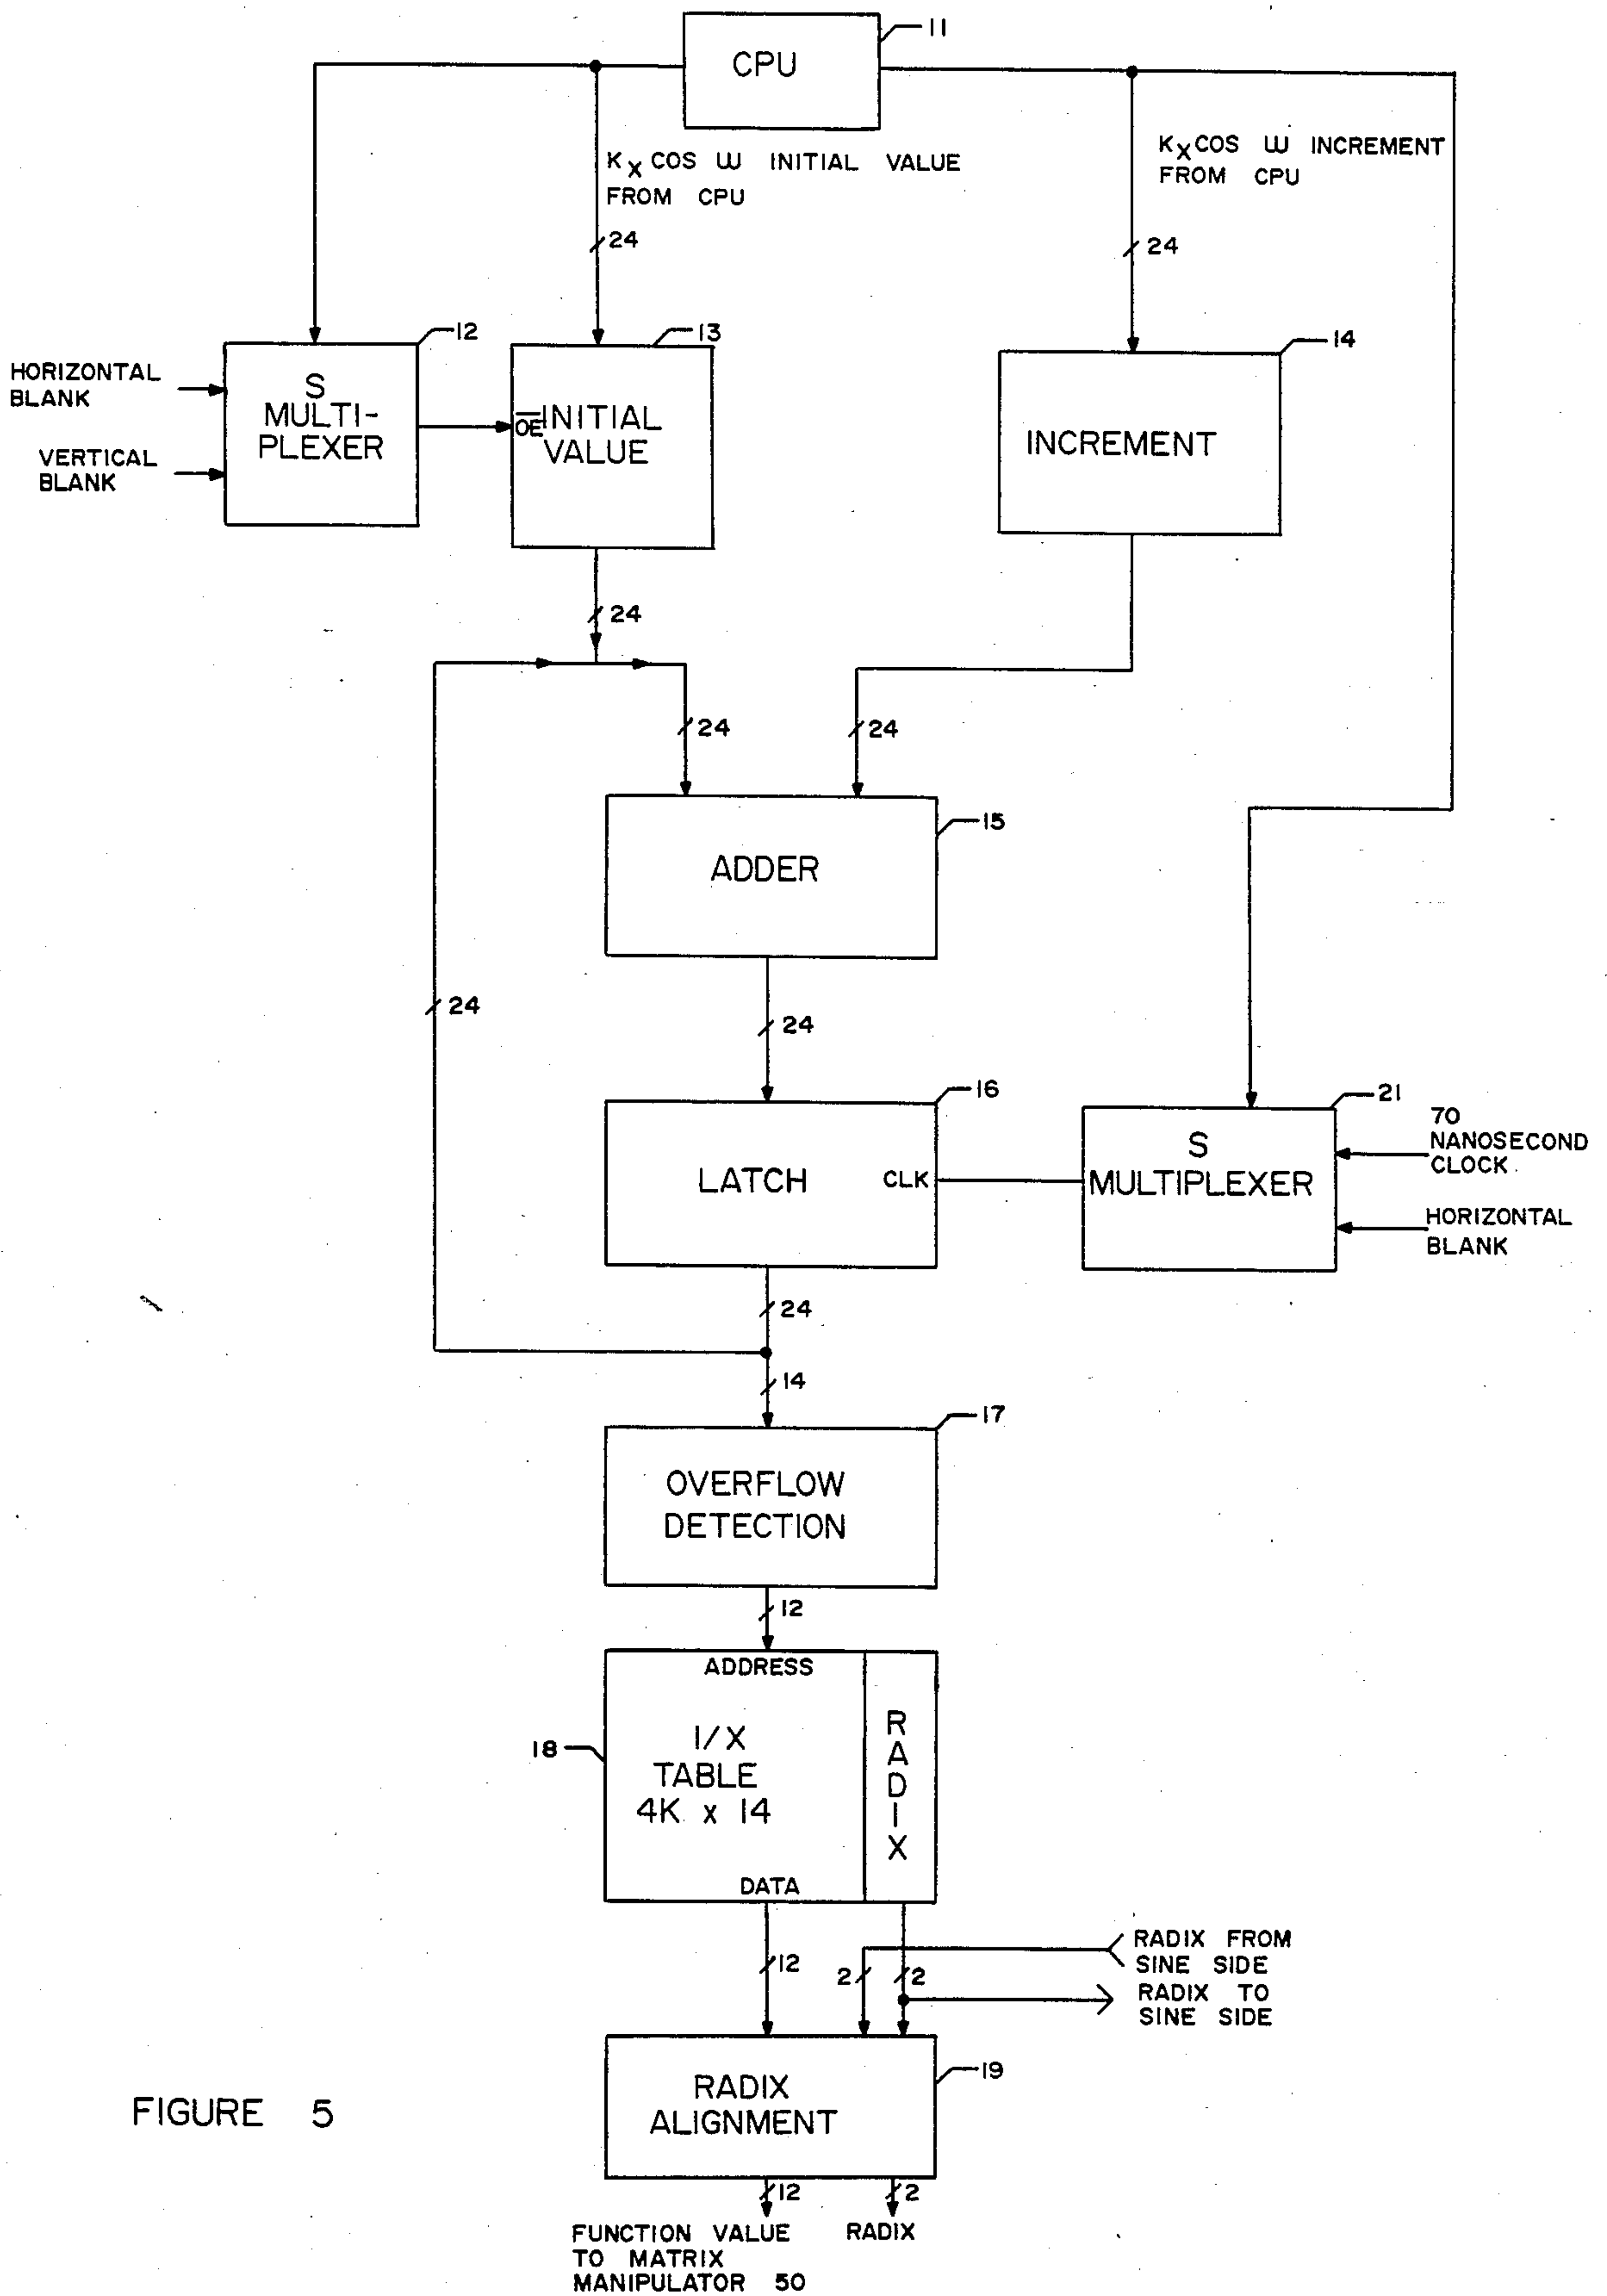 11
CPU
KX COS ω INITIAL VALUE
FROM CPU
KX COS ω INCREMENT
FROM CPU
24
24
12
13
14
HORIZONTAL
BLANK
VERTICAL
BLANK
S
MULTI-
PLEXER
OE
INITIAL
VALUE
INCREMENT
24
24
24
15
ADDER
24
24
16
21
LATCH
CLK
S
MULTIPLEXER
70
NANOSECOND
CLOCK
HORIZONTAL
BLANK
24
14
17
OVERFLOW
DETECTION
12
ADDRESS
18
1/X
TABLE
4K x 14
DATA
RADIX
RADIX FROM
SINE SIDE
12
2
2
RADIX TO
SINE SIDE
19
RADIX
ALIGNMENT
FIGURE 5
12
2
FUNCTION VALUE
TO MATRIX
MANIPULATOR 50
RADIX